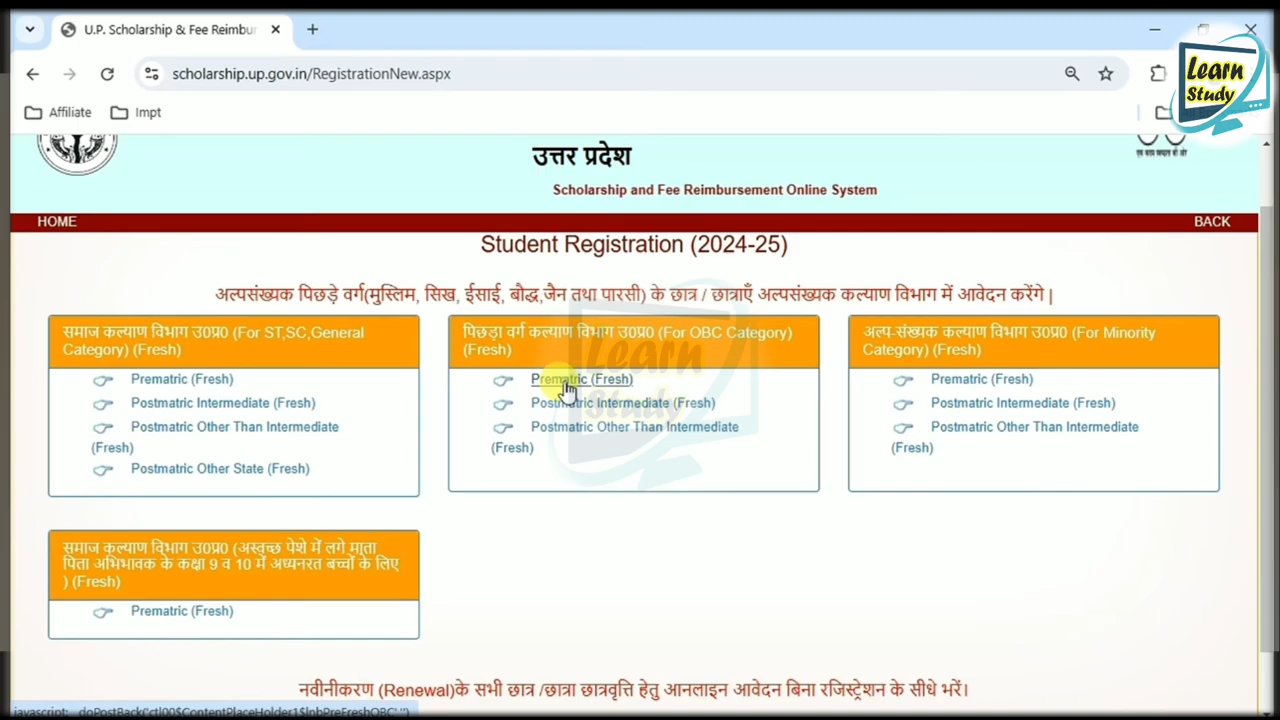 U.P. Scholarship & Fee Reimbur
scholarship.up.gov.in/RegistrationNew.aspx
Affiliate
Impt
Learn
Study
उत्तर प्रदेश
Scholarship and Fee Reimbursement Online System
HOME
BACK
Student Registration (2024-25)
अल्पसंख्यक पिछड़े वर्ग(मुस्लिम, सिख, ईसाई, बौद्ध,जैन तथा पारसी) के छात्र / छात्राएँ अल्पसंख्यक कल्याण विभाग में आवेदन करेंगे |
समाज कल्याण विभाग उ0प्र0 (For ST,SC,General
Category) (Fresh)
Prematric (Fresh)
Postmatric Intermediate (Fresh)
Postmatric Other Than Intermediate
(Fresh)
Postmatric Other State (Fresh)
पिछड़ा वर्ग कल्याण विभाग उ0प्र0 (For OBC Category)
(Fresh)
Prematric (Fresh)
Postmatric Intermediate (Fresh)
Postmatric Other Than Intermediate
(Fresh)
Learn
Study
अल्प-संख्यक कल्याण विभाग उ0प्र0 (For Minority
Category) (Fresh)
Prematric (Fresh)
Postmatric Intermediate (Fresh)
Postmatric Other Than Intermediate
(Fresh)
समाज कल्याण विभाग उ0प्र0 (अस्वच्छ पेशे में लगे माता
पिता अभिभावक के कक्षा 9 व 10 में अध्यनरत बच्चों के लिए
) (Fresh)
Prematric (Fresh)
नवीनीकरण (Renewal)के सभी छात्र /छात्रा छात्रवृत्ति हेतु आनलाइन आवेदन बिना रजिस्ट्रेशन के सीधे भरें।